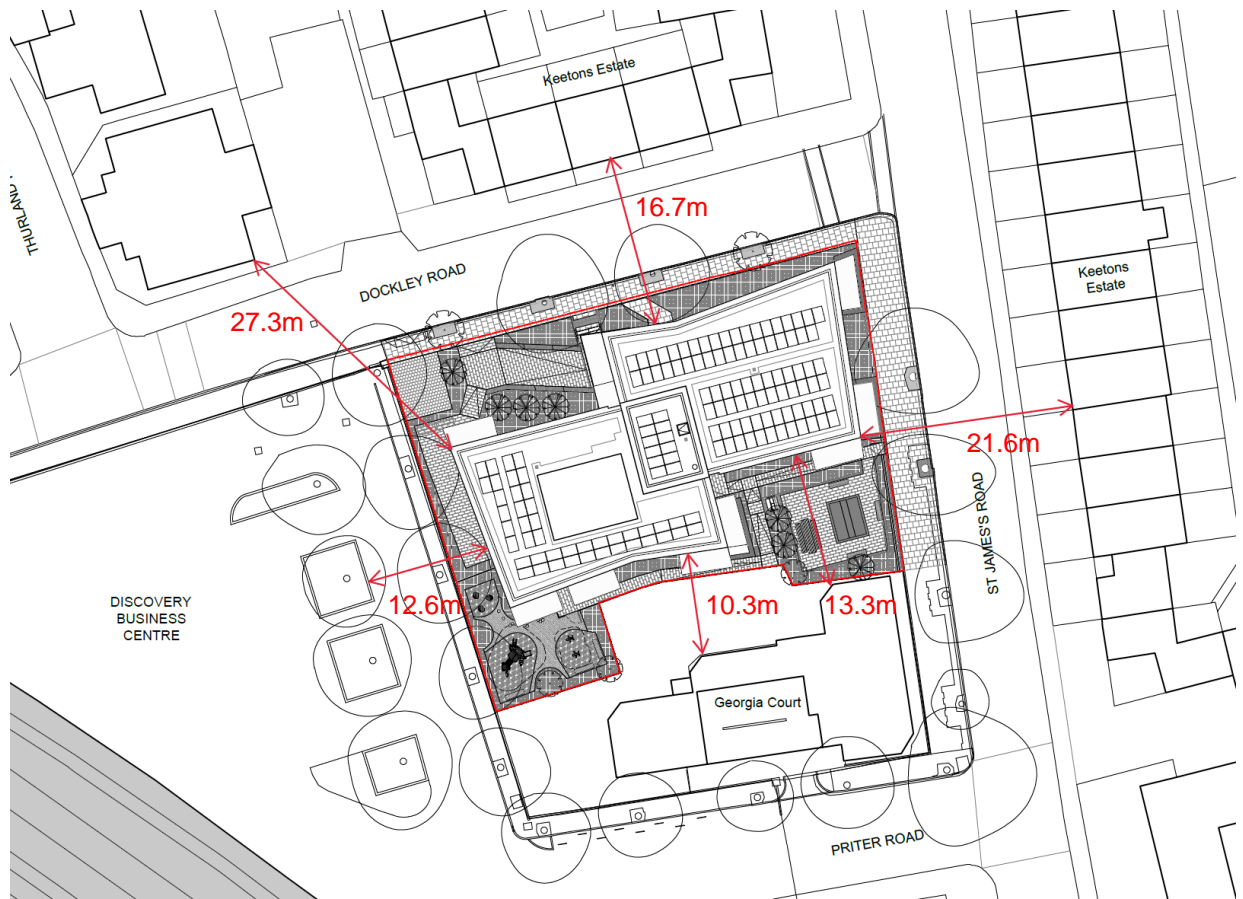 Keetons Estate
THURLAND
16.7m
DOCKLEY ROAD
Keetons
Estate
27.3m
21.6m
ST JAMES'S ROAD
DISCOVERY
BUSINESS
CENTRE
12.6m
10.3m
13.3m
Georgia Court
PRITER ROAD